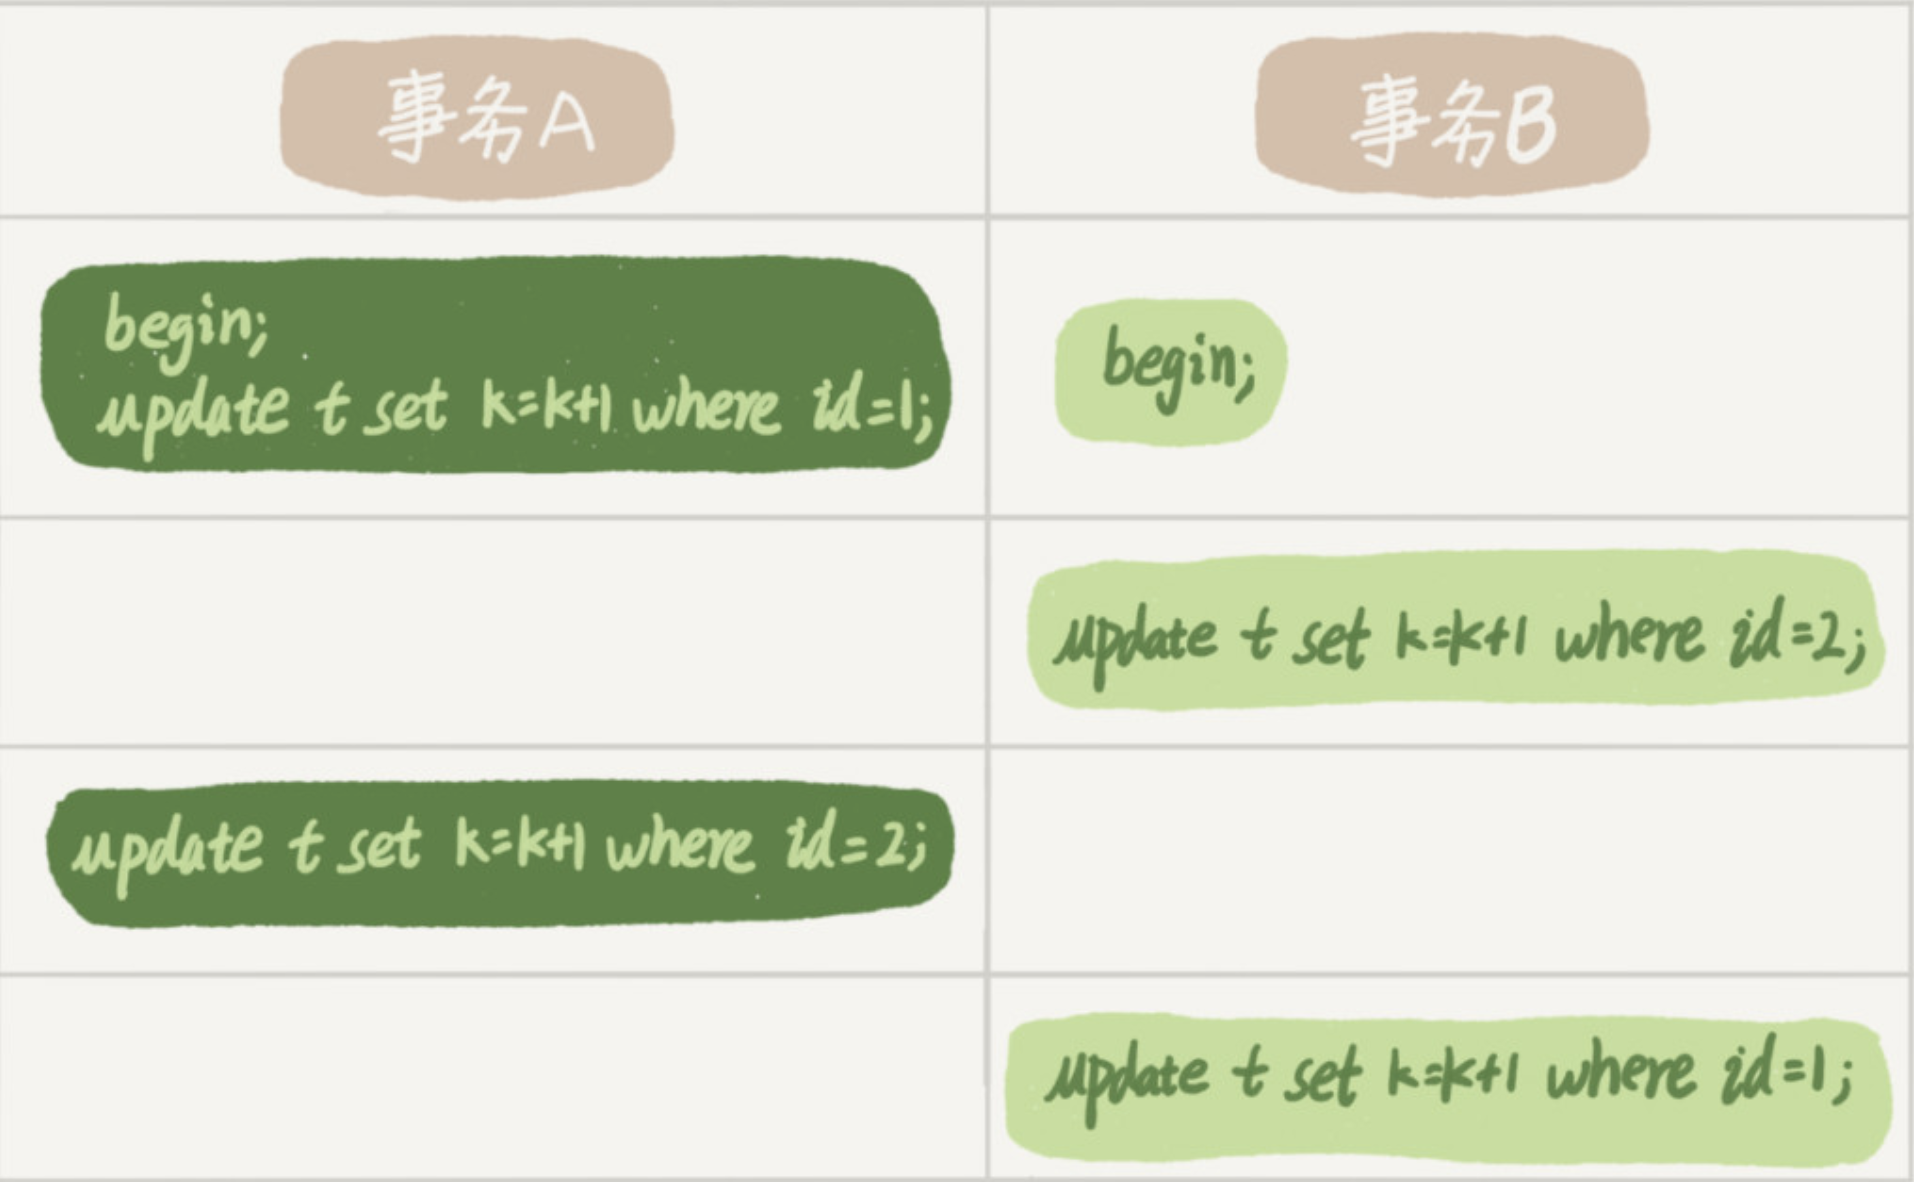 事务A
事务B
begin;
update t set k=k+1 where id=1;
begin;
update t set k=k+1 where id=2;
update t set k=k+1 where id=2;
update t set k=k+1 where id=1;